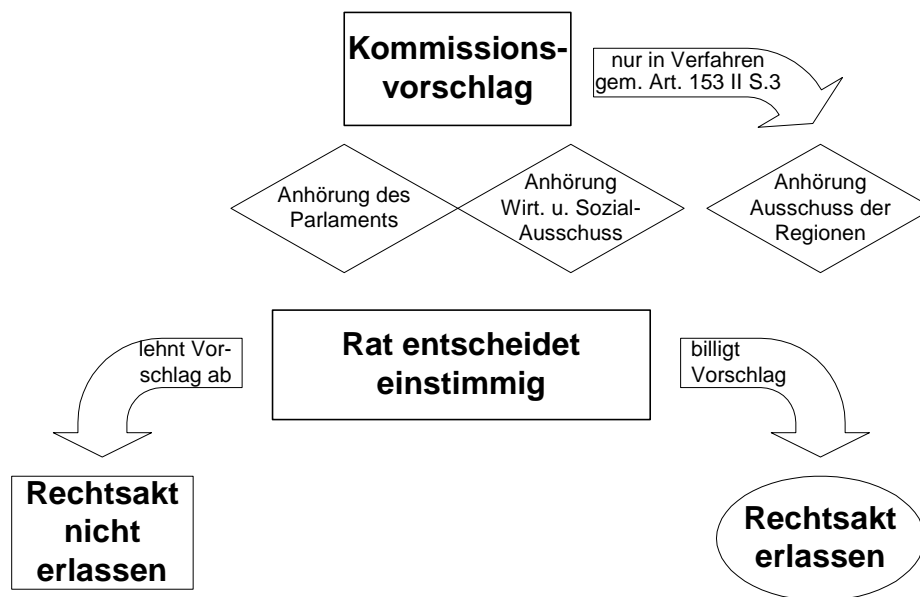 Kommissions-
vorschlag
nur in Verfahren
gem. Art. 153 II S.3
Anhörung des
Parlaments
Anhörung
Wirt. u. Sozial-
Ausschuss
Anhörung
Ausschuss der
Regionen
lehnt Vor-
schlag ab
Rat entscheidet
einstimmig
billigt
Vorschlag
Rechtsakt
nicht
erlassen
Rechtsakt
erlassen